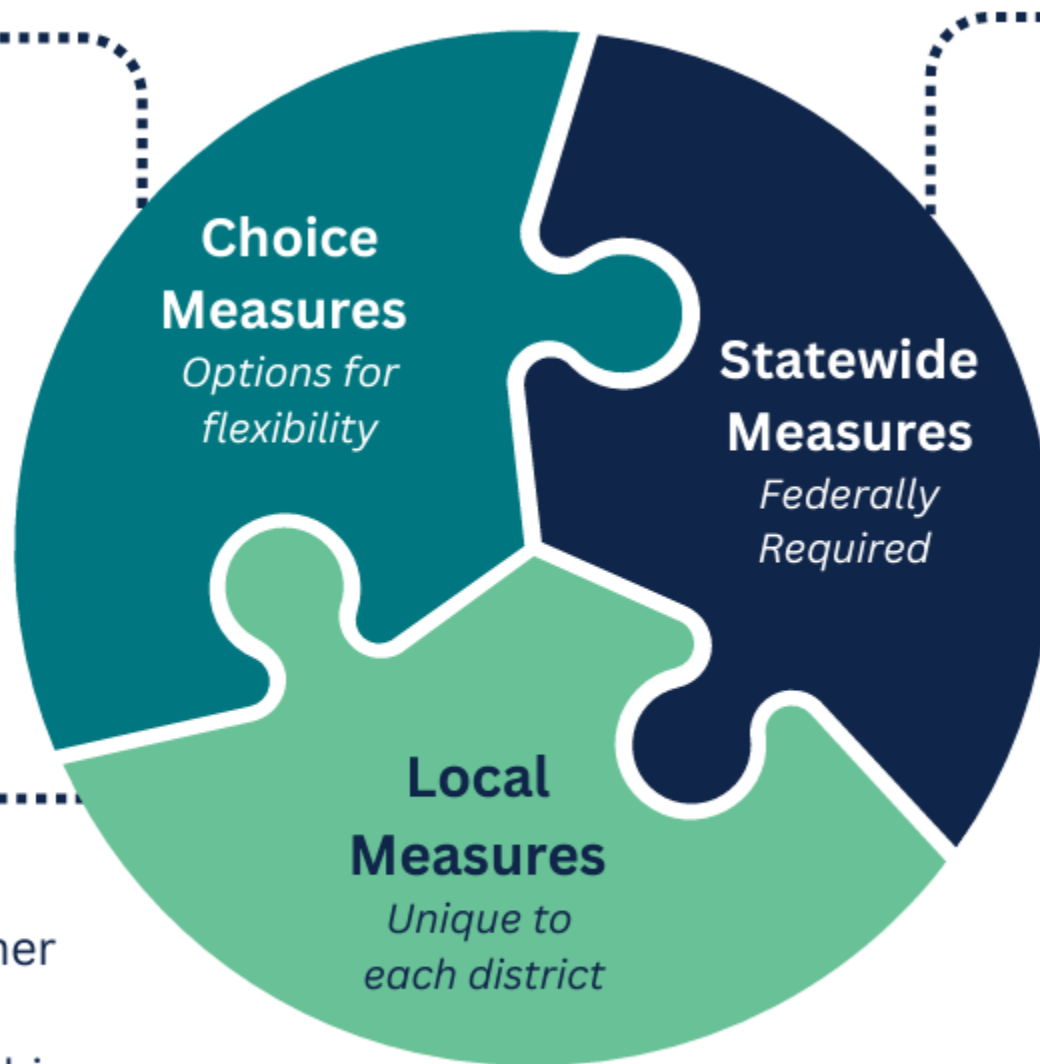 Choice
Measures
Options for
flexibility
Statewide
Measures
Federally
Required
Local
Measures
Unique to
each district